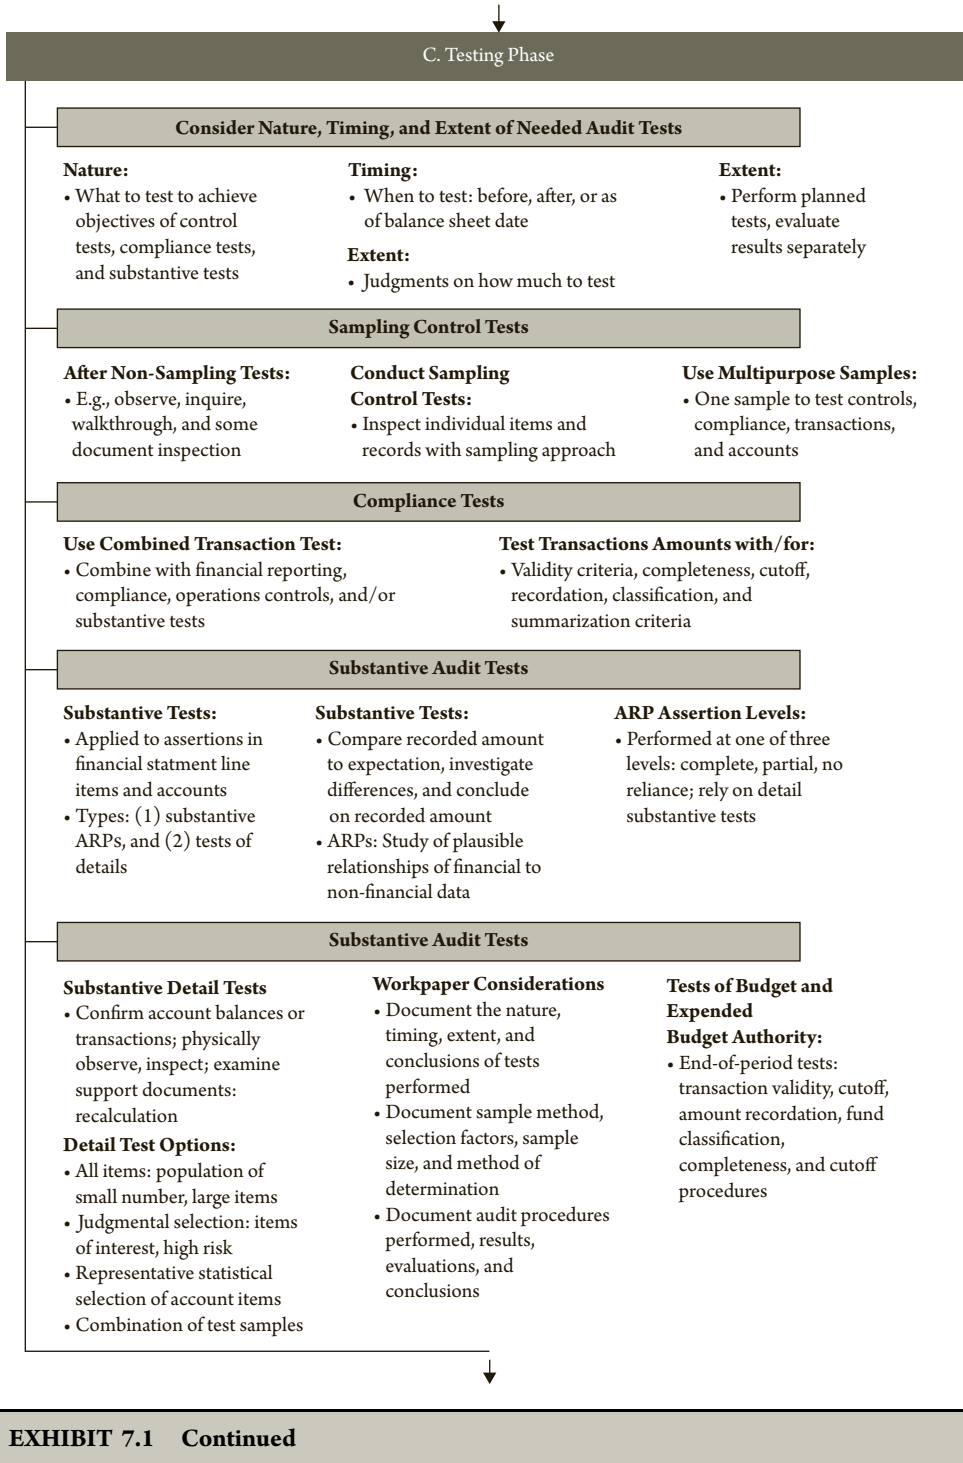 C. Testing Phase
Consider Nature, Timing, and Extent of Needed Audit Tests
Nature:
• What to test to achieve
objectives of control
tests, compliance tests,
and substantive tests
Timing:
• When to test: before, after, or as
of balance sheet date
Extent:
• Judgments on how much to test
Extent:
• Perform planned
tests, evaluate
results separately
Sampling Control Tests
After Non-Sampling Tests:
• E.g., observe, inquire,
walkthrough, and some
document inspection
Conduct Sampling
Control Tests:
• Inspect individual items and
records with sampling approach
Use Multipurpose Samples:
• One sample to test controls,
compliance, transactions,
and accounts
Compliance Tests
Use Combined Transaction Test:
• Combine with financial reporting,
compliance, operations controls, and/or
substantive tests
Test Transactions Amounts with/for:
• Validity criteria, completeness, cutoff,
recordation, classification, and
summarization criteria
Substantive Audit Tests
Substantive Tests:
• Applied to assertions in
financial statment line
items and accounts
• Types: (1) substantive
ARPs, and (2) tests of
details
Substantive Tests:
• Compare recorded amount
to expectation, investigate
differences, and conclude
on recorded amount
• ARPs: Study of plausible
relationships of financial to
non-financial data
ARP Assertion Levels:
• Performed at one of three
levels: complete, partial, no
reliance; rely on detail
substantive tests
Substantive Audit Tests
Substantive Detail Tests
• Confirm account balances or
transactions; physically
observe, inspect; examine
support documents:
recalculation
Detail Test Options:
• All items: population of
small number, large items
• Judgmental selection: items
of interest, high risk
• Representative statistical
selection of account items
• Combination of test samples
Workpaper Considerations
• Document the nature,
timing, extent, and
conclusions of tests
performed
• Document sample method,
selection factors, sample
size, and method of
determination
• Document audit procedures
performed, results,
evaluations, and
conclusions
Tests of Budget and
Expended
Budget Authority:
• End-of-period tests:
transaction validity, cutoff,
amount recordation, fund
classification,
completeness, and cutoff
procedures
EXHIBIT 7.1 Continued